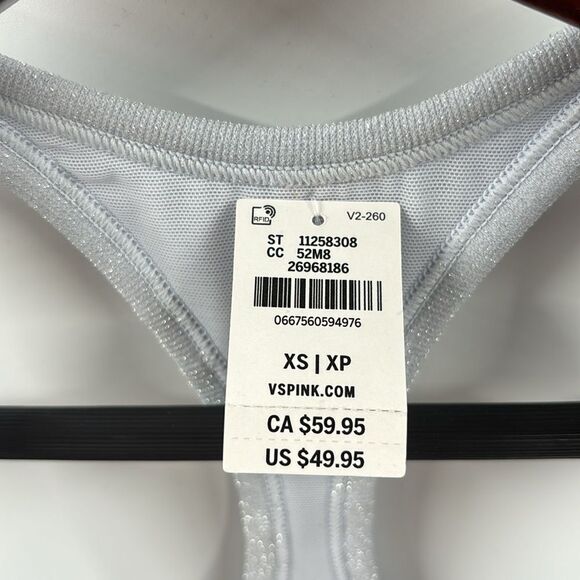 RFID
V2-260
ST 11258308
CC 52M8
26968186
0667560594976
XS | XP
VSPINK.COM
CA $59.95
US $49.95